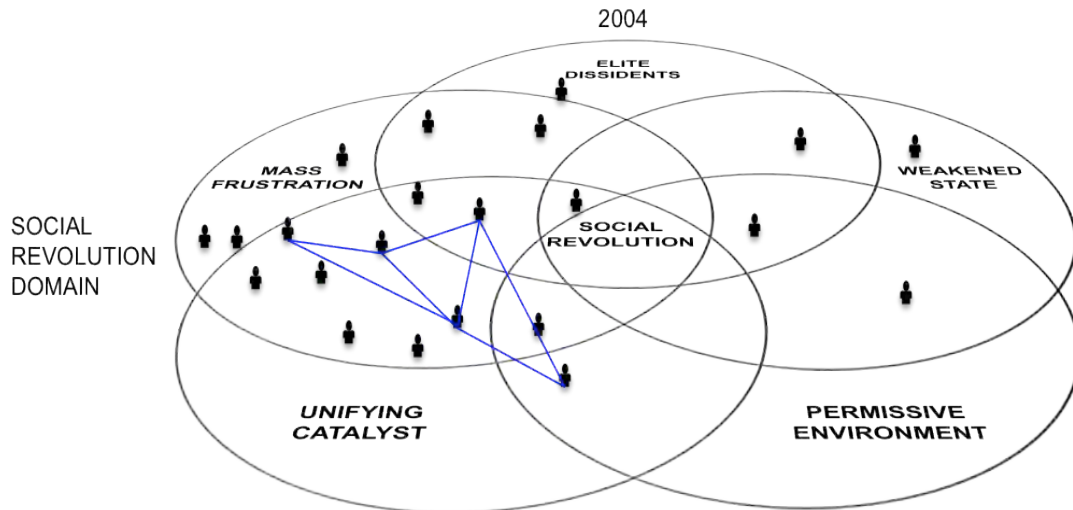 2004
ELITE
DISSIDENTS
MASS
FRUSTRATION
WEAKENED
STATE
SOCIAL
REVOLUTION
DOMAIN
SOCIAL
REVOLUTION
UNIFYING
CATALYST
PERMISSIVE
ENVIRONMENT